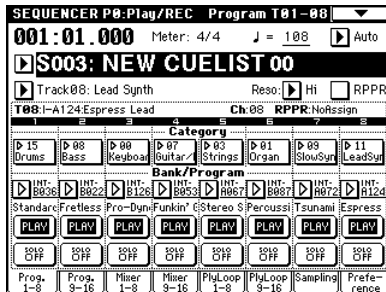 SEQUENCER P0:Play/REC Program T01-08
001:01.000 Meter: 4/4 ♩ = 108 Auto
S003: NEW CUELIST 00
Track08: Lead Synth Reso: Hi RPPR
T08:I-A124:Espress Lead Ch:08 RPPR:NoAssign
1 2 3 4 5 6 7 8
Category
15 08 00 07 03 01 09 11
Drums Bass Keyboar Guitar/ Strings Organ SlowSyn LeadSyn
Bank/Program
INT- INT- INT- INT- INT- INT- INT- INT-
B036 B022 B126 B053 A067 B087 A072 A124
Standard Fretless Pro-Dyn Funkin' G Stereo S Percussi Tsunami Espress
PLAY PLAY PLAY PLAY PLAY PLAY PLAY PLAY
SOLO SOLO SOLO SOLO SOLO SOLO SOLO SOLO
OFF OFF OFF OFF OFF OFF OFF OFF
Prog. Prog. Mixer Mixer PlyLoop PlyLoop Sampling Prefe-
1-8 9-16 1-8 9-16 1-8 9-16 rence